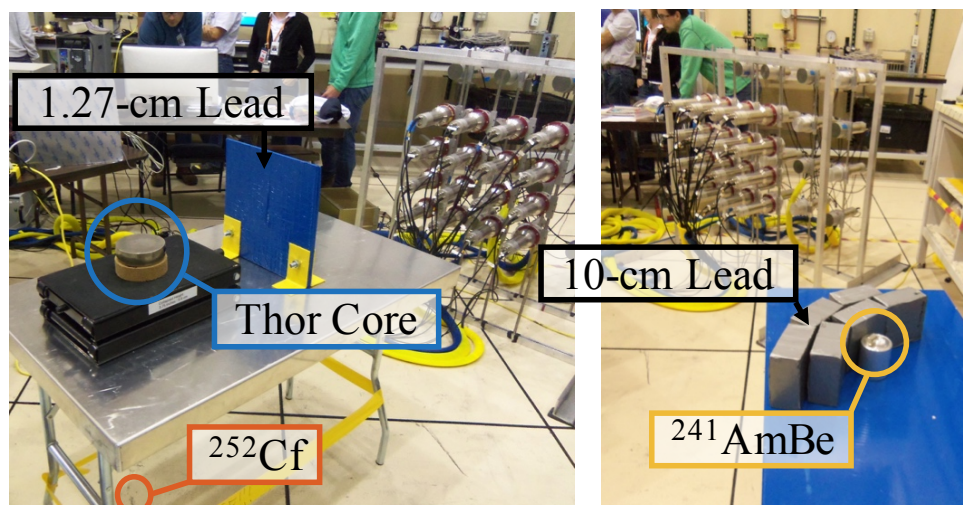 1.27-cm Lead
Thor Core
²⁵²Cf
10-cm Lead
²⁴¹AmBe